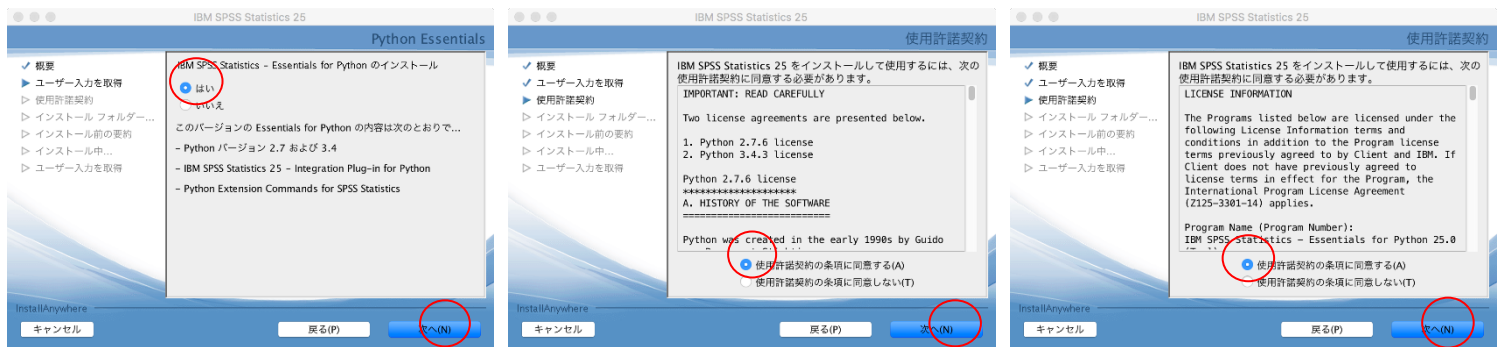 IBM SPSS Statistics 25
Python Essentials
概要
ユーザー入力を取得
使用許諾契約
インストール フォルダー...
インストール前の要約
インストール中...
ユーザー入力を取得
IBM SPSS Statistics - Essentials for Python のインストール
はい
いいえ
このバージョンの Essentials for Python の内容は次のとおりで...
- Python バージョン 2.7 および 3.4
- IBM SPSS Statistics 25 - Integration Plug-in for Python
- Python Extension Commands for SPSS Statistics
InstallAnywhere
キャンセル
戻る(P)
次へ(N)
IBM SPSS Statistics 25
使用許諾契約
概要
ユーザー入力を取得
使用許諾契約
インストール フォルダー...
インストール前の要約
インストール中...
ユーザー入力を取得
IBM SPSS Statistics 25 をインストールして使用するには、次の
使用許諾契約に同意する必要があります。
IMPORTANT: READ CAREFULLY
Two license agreements are presented below.
1. Python 2.7.6 license
2. Python 3.4.3 license
Python 2.7.6 license
********************
A. HISTORY OF THE SOFTWARE
==========================
Python was created in the early 1990s by Guido
使用許諾契約の条項に同意する(A)
使用許諾契約の条項に同意しない(T)
InstallAnywhere
キャンセル
戻る(P)
次へ(N)
IBM SPSS Statistics 25
使用許諾契約
概要
ユーザー入力を取得
使用許諾契約
インストール フォルダー...
インストール前の要約
インストール中...
ユーザー入力を取得
IBM SPSS Statistics 25 をインストールして使用するには、次の
使用許諾契約に同意する必要があります。
LICENSE INFORMATION
The Programs listed below are licensed under the
following License Information terms and
conditions in addition to the Program license
terms previously agreed to by Client and IBM. If
Client does not have previously agreed to
license terms in effect for the Program, the
International Program License Agreement
(Z125-3301-14) applies.
Program Name (Program Number):
IBM SPSS Statistics - Essentials for Python 25.0
使用許諾契約の条項に同意する(A)
使用許諾契約の条項に同意しない(T)
InstallAnywhere
キャンセル
戻る(P)
次へ(N)